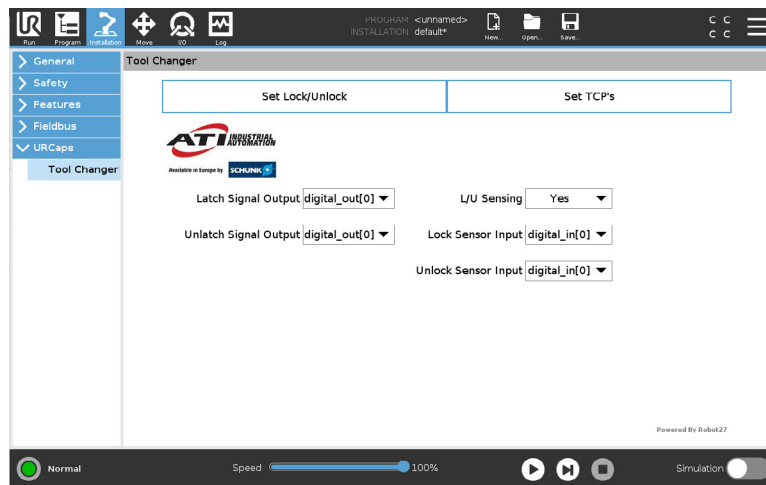 PROGRAM <unnamed>
INSTALLATION default*
Run Program Installation Move I/O Log New... Open... Save...
C C
C C
General
Tool Changer
Safety
Features
Fieldbus
URCaps
Tool Changer
Set Lock/Unlock Set TCP's
ATI INDUSTRIAL AUTOMATION
Available in Europe by SCHUNK
Latch Signal Output digital_out[0] L/U Sensing Yes
Unlatch Signal Output digital_out[0] Lock Sensor Input digital_in[0]
Unlock Sensor Input digital_in[0]
Powered By Robot27
Normal Speed 100% Simulation